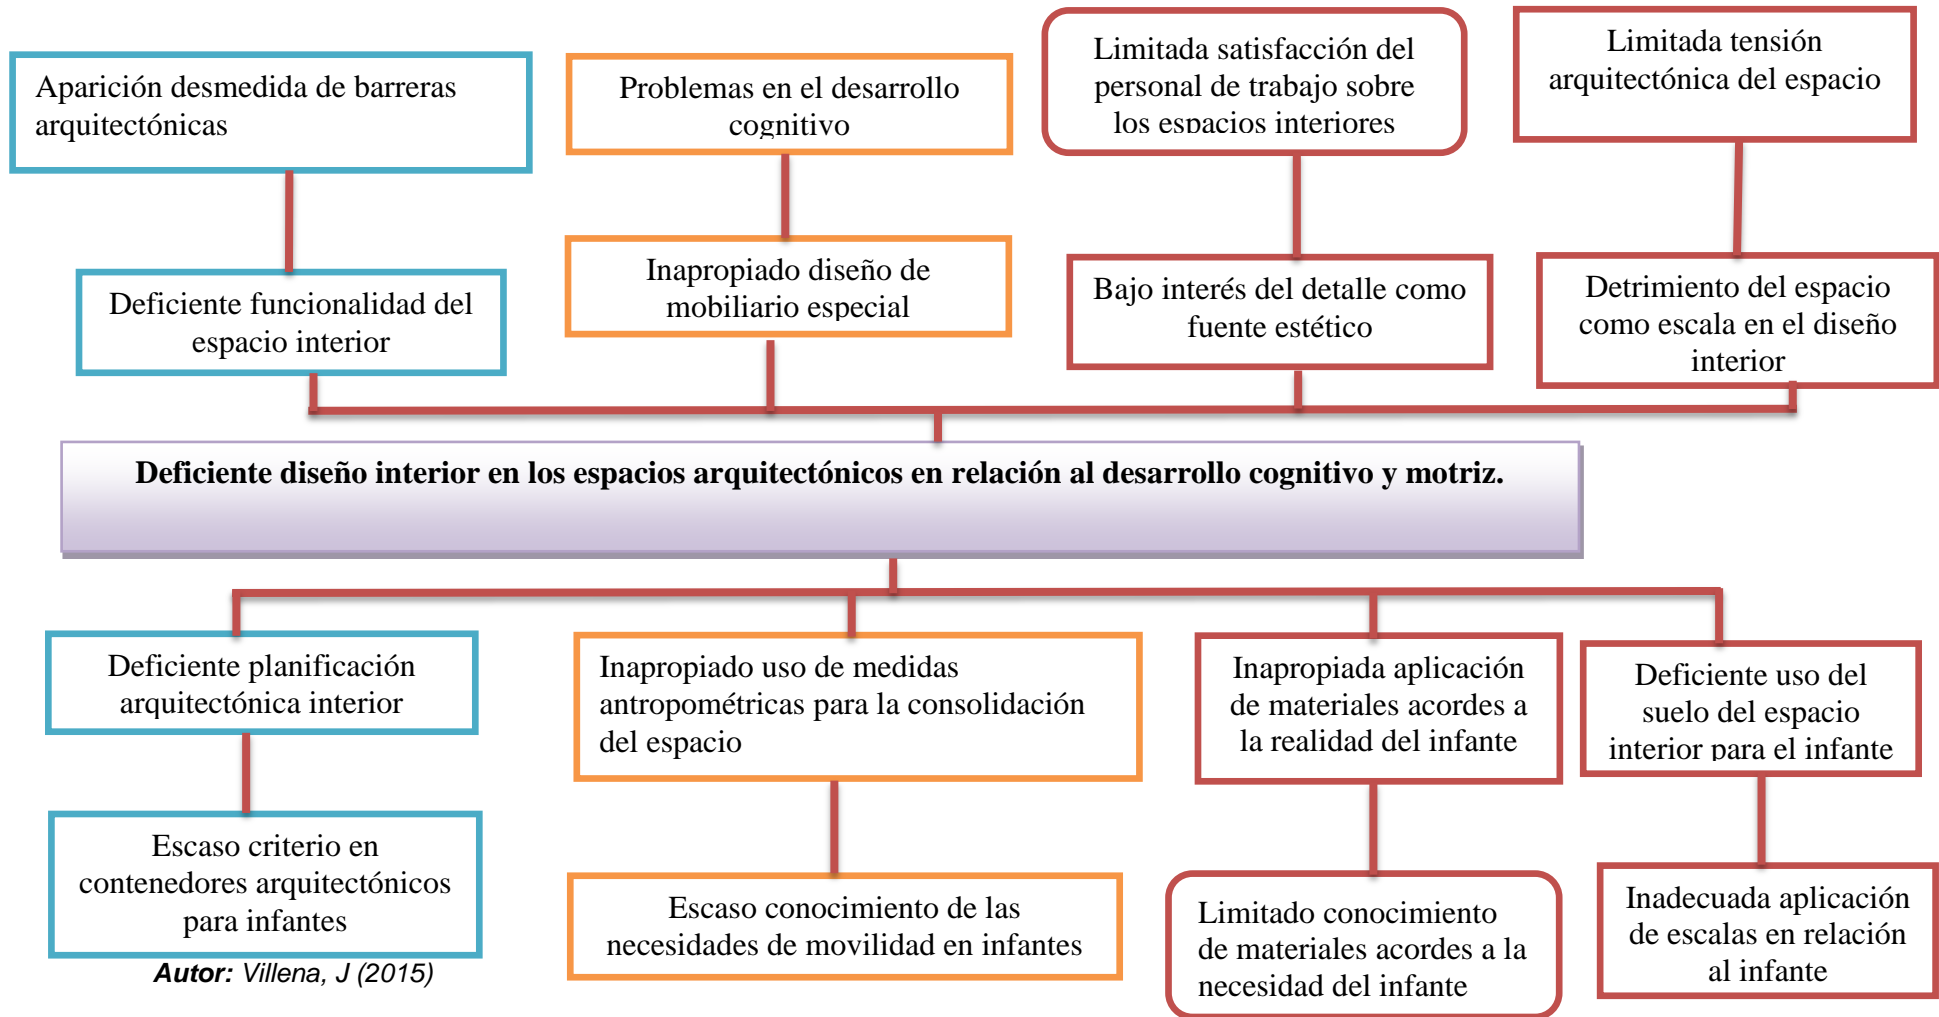 Aparición desmedida de barreras
arquitectónicas
Problemas en el desarrollo
cognitivo
Limitada satisfacción del
personal de trabajo sobre
los espacios interiores
Limitada tensión
arquitectónica del espacio
Deficiente funcionalidad del
espacio interior
Inapropiado diseño de
mobiliario especial
Bajo interés del detalle como
fuente estético
Detrimiento del espacio
como escala en el diseño
interior
Deficiente diseño interior en los espacios arquitectónicos en relación al desarrollo cognitivo y motriz.
Deficiente planificación
arquitectónica interior
Inapropiado uso de medidas
antropométricas para la consolidación
del espacio
Inapropiada aplicación
de materiales acordes a
la realidad del infante
Deficiente uso del
suelo del espacio
interior para el infante
Escaso criterio en
contenedores arquitectónicos
para infantes
Escaso conocimiento de las
necesidades de movilidad en infantes
Limitado conocimiento
de materiales acordes a la
necesidad del infante
Inadecuada aplicación
de escalas en relación
al infante
Autor: Villena, J (2015)